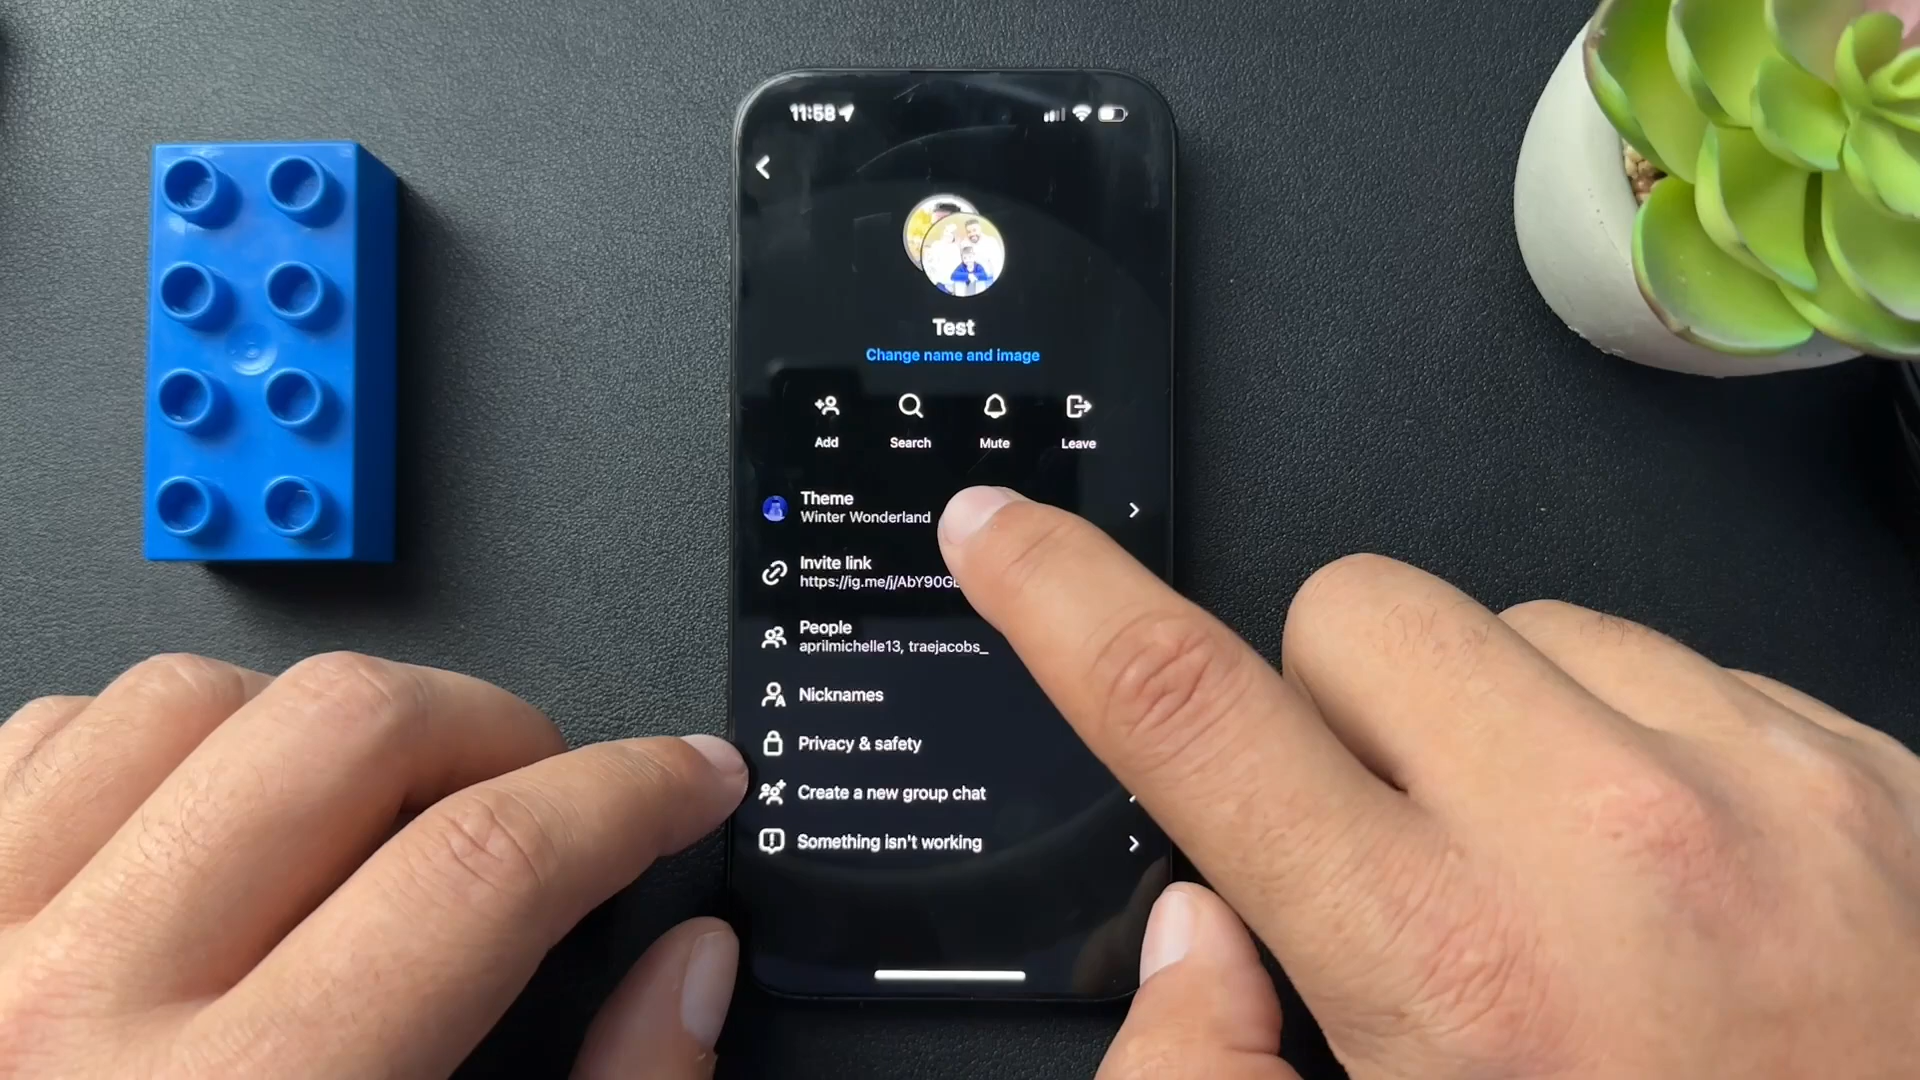 11:58
Test
Change name and image
Add
Search
Mute
Leave
Theme
Winter Wonderland
Invite link
https://ig.me/j/AbY90G
People
aprilmichelle13, traejacobs_
Nicknames
Privacy & safety
Create a new group chat
Something isn't working